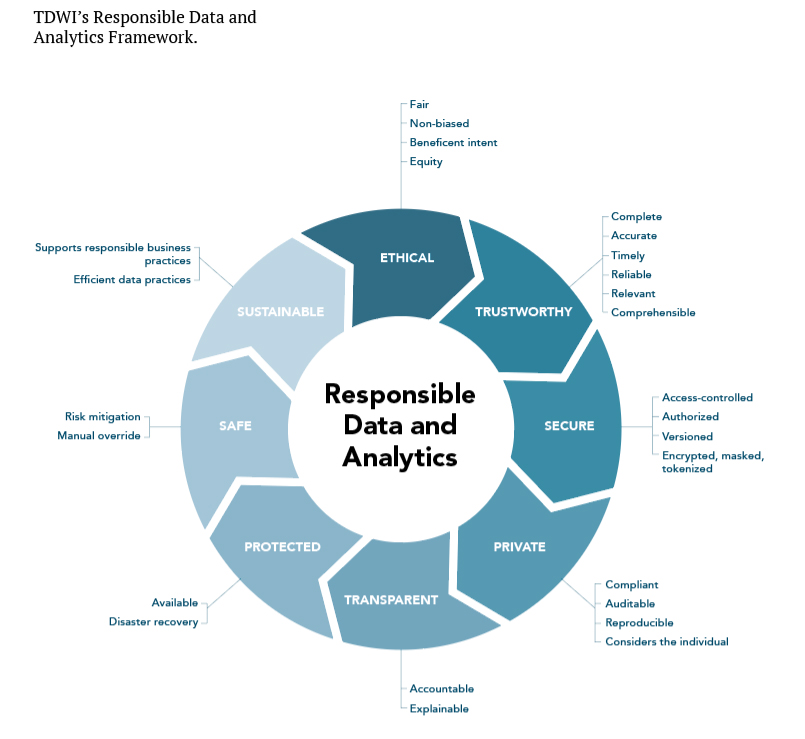 TDWI’s Responsible Data and
Analytics Framework.
Fair
Non-biased
Beneficent intent
Equity
ETHICAL
Complete
Accurate
Timely
Reliable
Relevant
Comprehensible
TRUSTWORTHY
Access-controlled
Authorized
Versioned
Encrypted, masked,
tokenized
SECURE
Compliant
Auditable
Reproducible
Considers the individual
PRIVATE
Accountable
Explainable
TRANSPARENT
Available
Disaster recovery
PROTECTED
Risk mitigation
Manual override
SAFE
Supports responsible business
practices
Efficient data practices
SUSTAINABLE
Responsible
Data and
Analytics